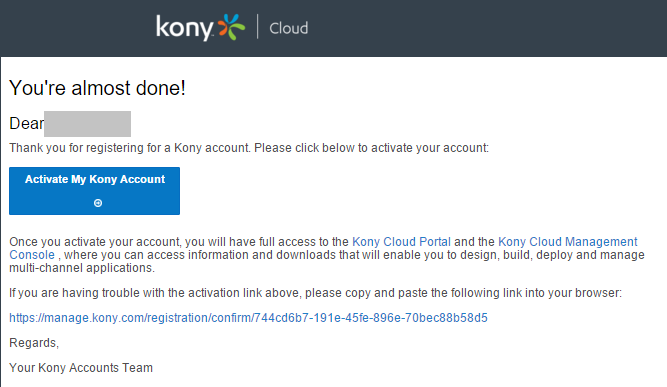 kony Cloud
You're almost done!
Dear
Thank you for registering for a Kony account. Please click below to activate your account:
Activate My Kony Account
Once you activate your account, you will have full access to the Kony Cloud Portal and the Kony Cloud Management
Console , where you can access information and downloads that will enable you to design, build, deploy and manage
multi-channel applications.
If you are having trouble with the activation link above, please copy and paste the following link into your browser:
https://manage.kony.com/registration/confirm/744cd6b7-191e-45fe-896e-70bec88b58d5
Regards,
Your Kony Accounts Team